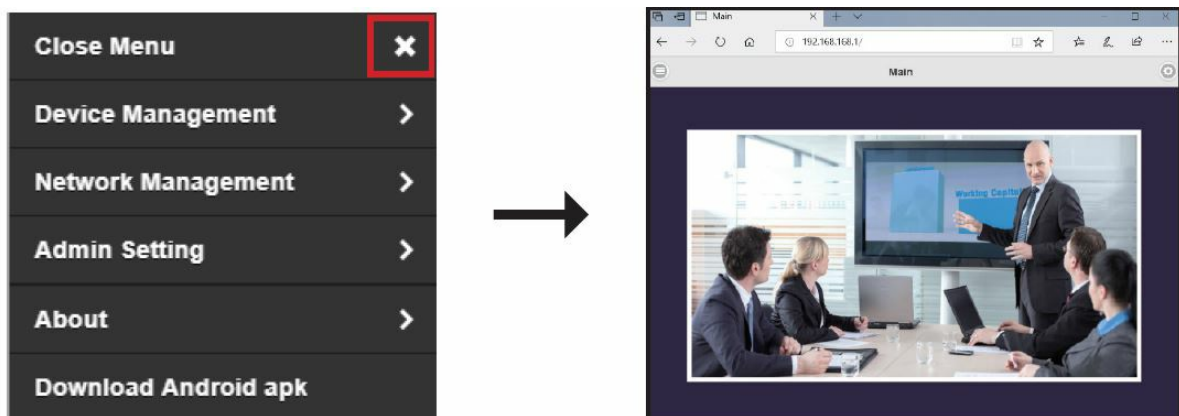 Close Menu
Device Management
Network Management
Admin Setting
About
Download Android apk
Main
192.168.168.1/
Main
Working Capital